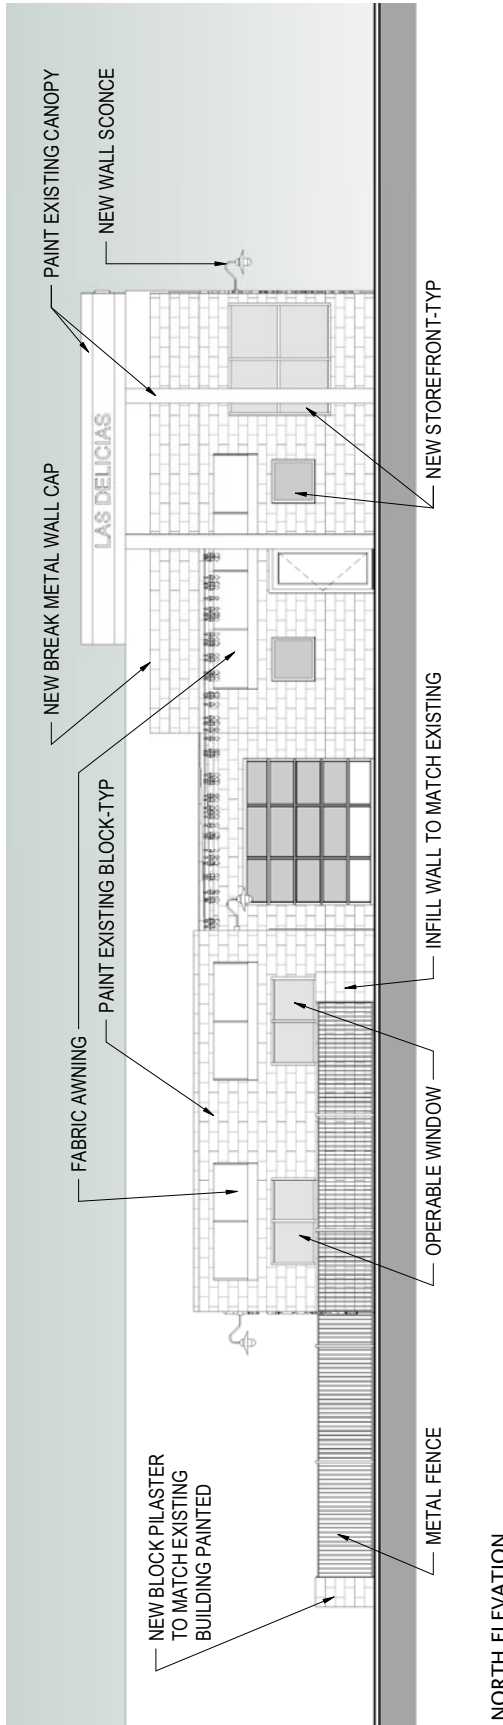 NEW BLOCK PILASTER
TO MATCH EXISTING
BUILDING PAINTED
FABRIC AWNING
PAINT EXISTING BLOCK-TYP
NEW BREAK METAL WALL CAP
PAINT EXISTING CANOPY
NEW WALL SCONCE
LAS DELICIAS
METAL FENCE
OPERABLE WINDOW
INFILL WALL TO MATCH EXISTING
NEW STOREFRONT-TYP
NORTH ELEVATION